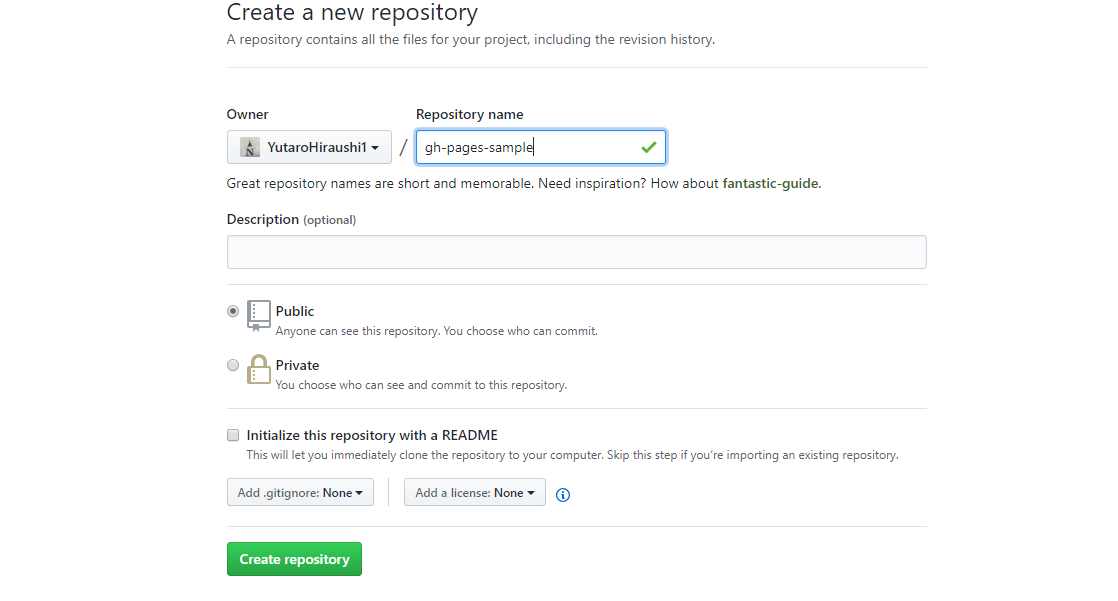 Create a new repository
A repository contains all the files for your project, including the revision history.
Owner
Repository name
YutaroHiraushi1 / gh-pages-sample
Great repository names are short and memorable. Need inspiration? How about fantastic-guide.
Description (optional)
Public
Anyone can see this repository. You choose who can commit.
Private
You choose who can see and commit to this repository.
Initialize this repository with a README
This will let you immediately clone the repository to your computer. Skip this step if you’re importing an existing repository.
Add .gitignore: None
Add a license: None
Create repository